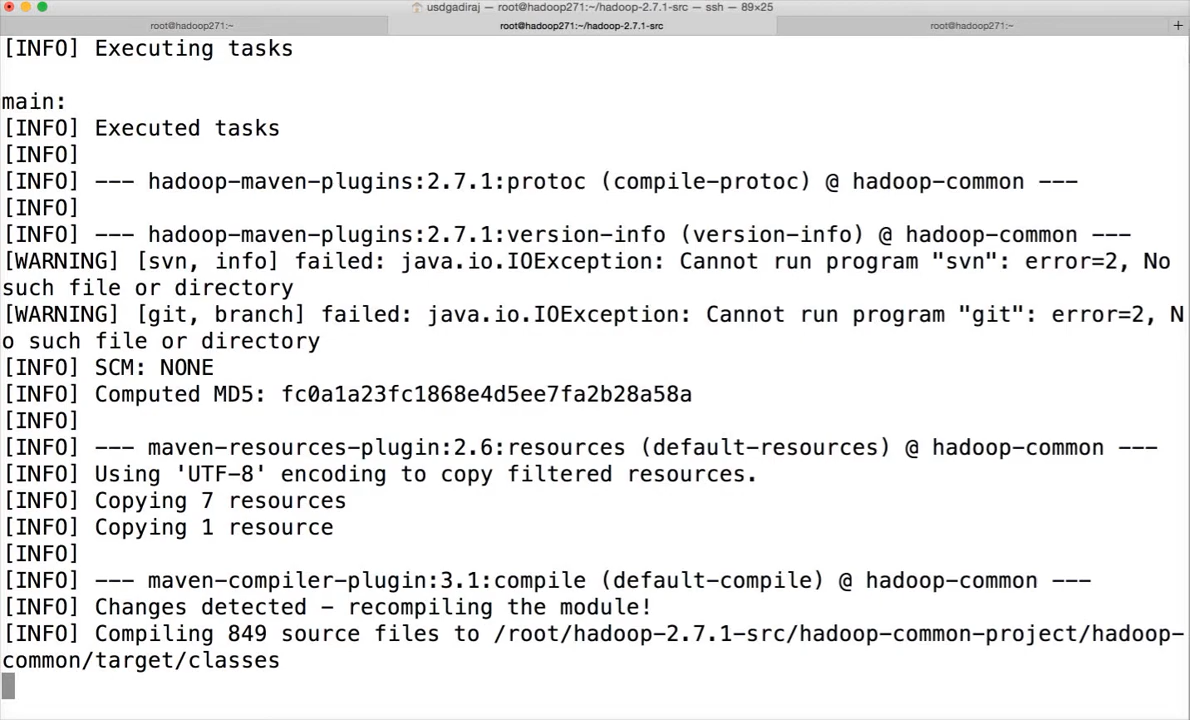 usdgadiraj — root@hadoop271:~/hadoop-2.7.1-src — ssh — 89×25
root@hadoop271:~
root@hadoop271:~/hadoop-2.7.1-src
root@hadoop271:~
+
[INFO] Executing tasks
main:
[INFO] Executed tasks
[INFO]
[INFO] --- hadoop-maven-plugins:2.7.1:protoc (compile-protoc) @ hadoop-common ---
[INFO]
[INFO] --- hadoop-maven-plugins:2.7.1:version-info (version-info) @ hadoop-common ---
[WARNING] [svn, info] failed: java.io.IOException: Cannot run program "svn": error=2, No
such file or directory
[WARNING] [git, branch] failed: java.io.IOException: Cannot run program "git": error=2, N
o such file or directory
[INFO] SCM: NONE
[INFO] Computed MD5: fc0a1a23fc1868e4d5ee7fa2b28a58a
[INFO]
[INFO] --- maven-resources-plugin:2.6:resources (default-resources) @ hadoop-common ---
[INFO] Using 'UTF-8' encoding to copy filtered resources.
[INFO] Copying 7 resources
[INFO] Copying 1 resource
[INFO]
[INFO] --- maven-compiler-plugin:3.1:compile (default-compile) @ hadoop-common ---
[INFO] Changes detected - recompiling the module!
[INFO] Compiling 849 source files to /root/hadoop-2.7.1-src/hadoop-common-project/hadoop-
common/target/classes